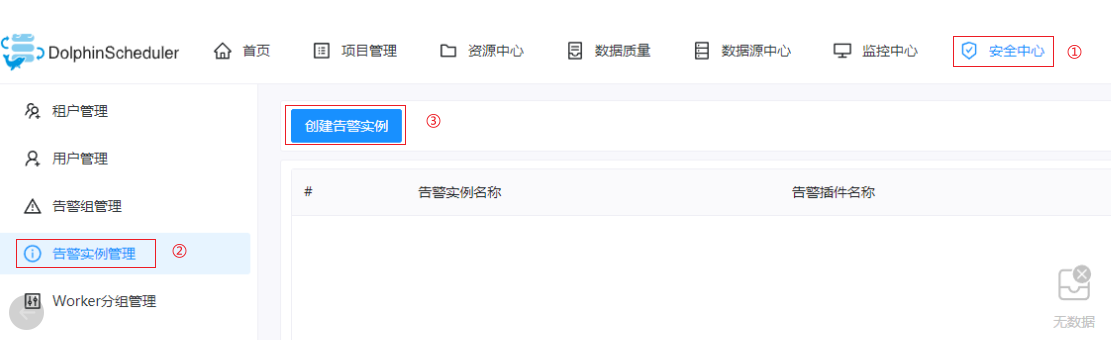 DolphinScheduler 首页 项目管理 资源中心 数据质量 数据源中心 监控中心 安全中心 ①
租户管理
创建告警实例 ③
用户管理
# 告警实例名称 告警插件名称
告警组管理
告警实例管理 ②
Worker分组管理
无数据